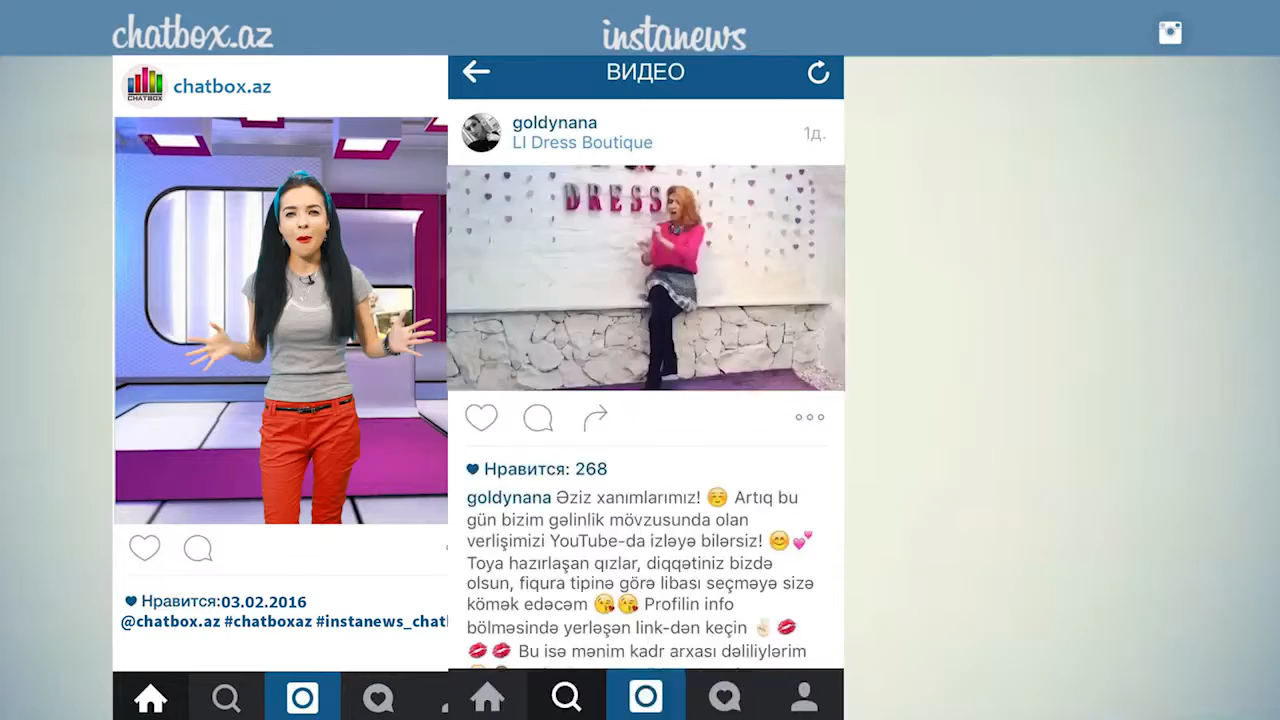 chatbox.az
instanews
CHATBOX
chatbox.az
Нравится:03.02.2016
@chatbox.az #chatboxaz #instanews_chatl
ВИДЕО
goldynana
LI Dress Boutique
1д.
DRESS
Нравится: 268
goldynana Əziz xanımlarımız! ☺️ Artıq bu
gün bizim gəlinlik mövzusunda olan
verlişimizi YouTube-da izləyə bilərsiz! 😊💕
Toya hazırlaşan qızlar, diqqətiniz bizdə
olsun, fiqura tipinə görə libası seçməyə sizə
kömək edəcəm 😘😘 Profilin info
bölməsində yerləşən link-dən keçin ✌🏻💋
💋💋 Bu isə mənim kadr arxası dəliliylərim